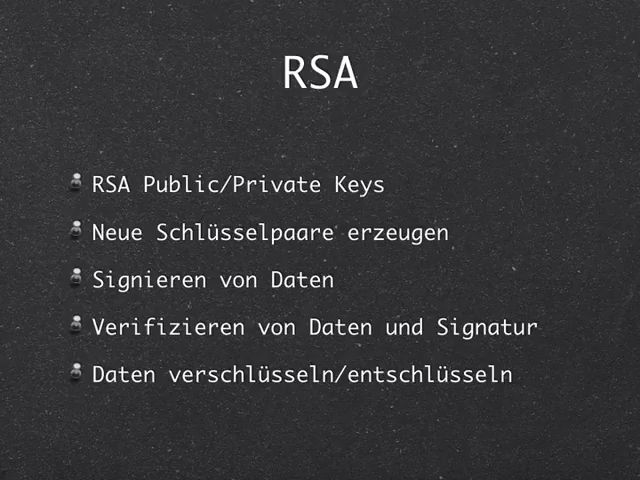 RSA
RSA Public/Private Keys
Neue Schlüsselpaare erzeugen
Signieren von Daten
Verifizieren von Daten und Signatur
Daten verschlüsseln/entschlüsseln